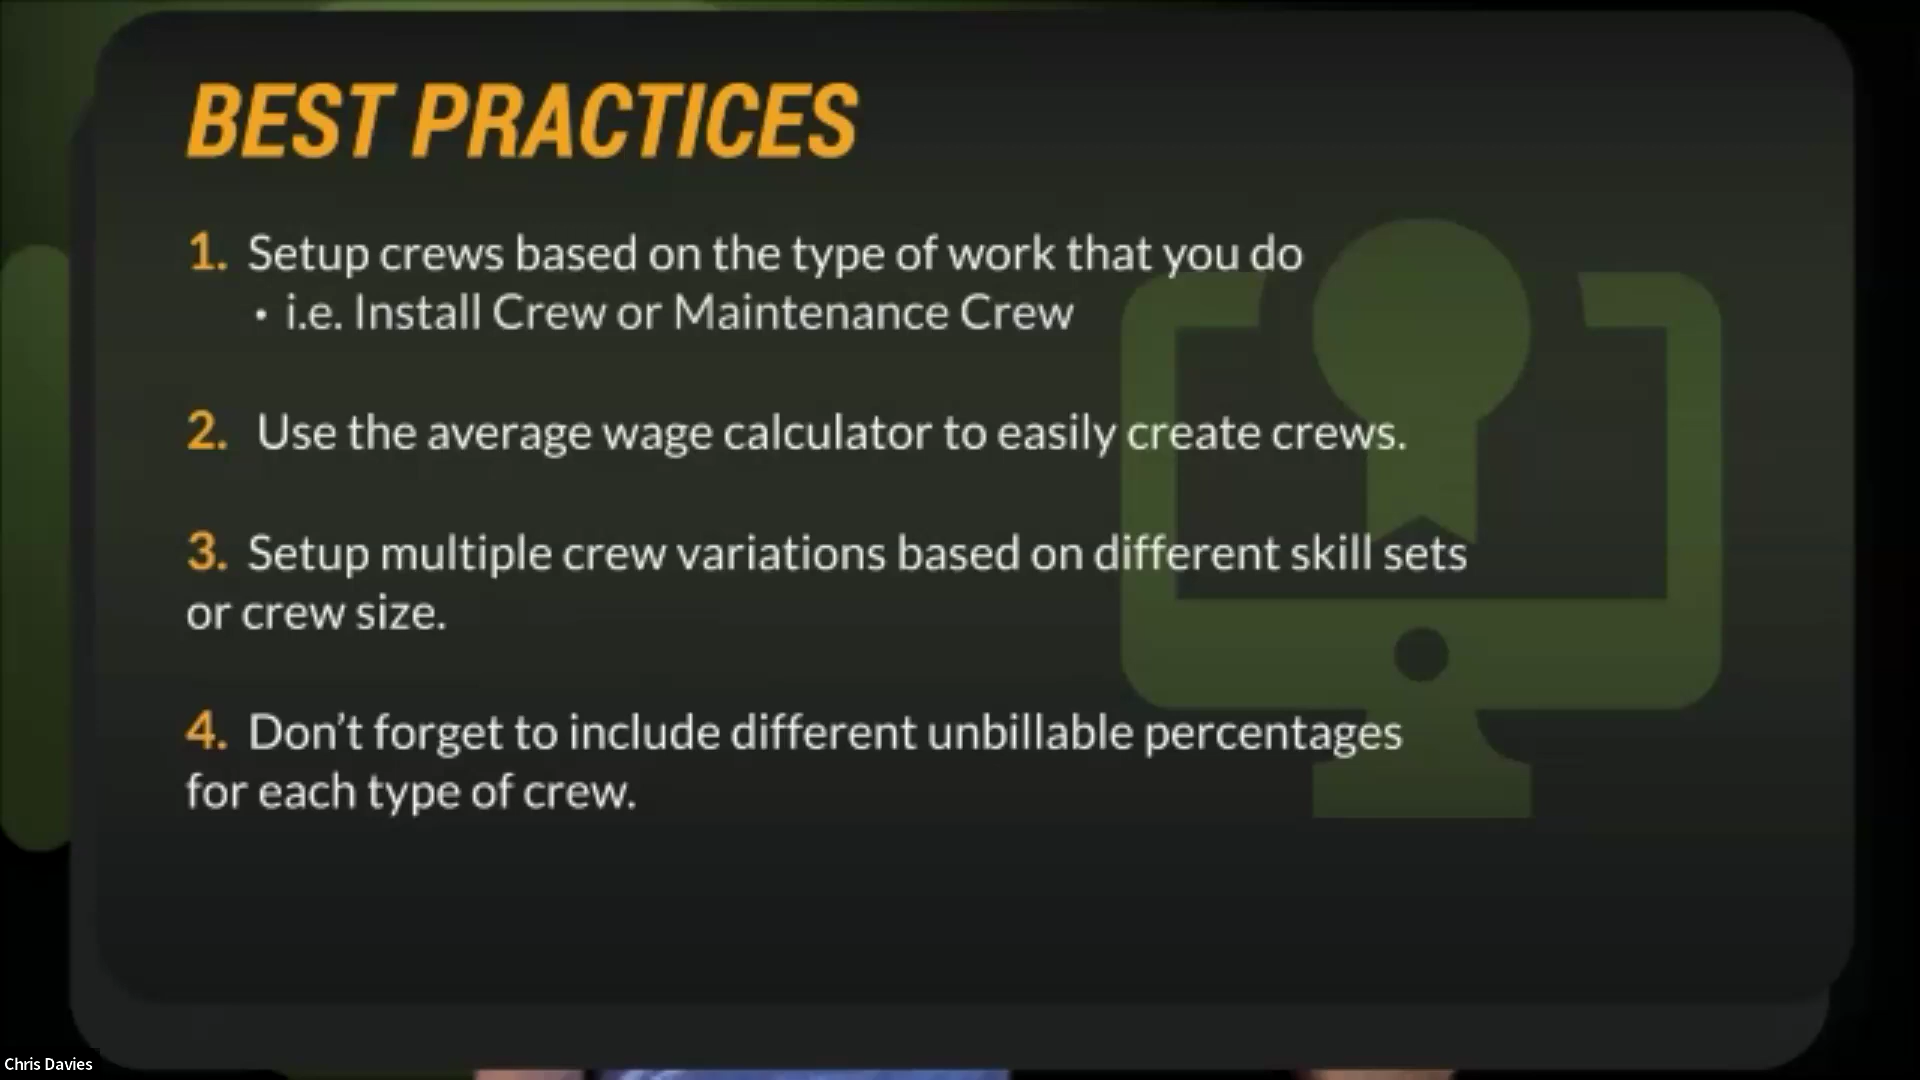 BEST PRACTICES
1. Setup crews based on the type of work that you do
• i.e. Install Crew or Maintenance Crew
2. Use the average wage calculator to easily create crews.
3. Setup multiple crew variations based on different skill sets
or crew size.
4. Don’t forget to include different unbillable percentages
for each type of crew.
Chris Davies